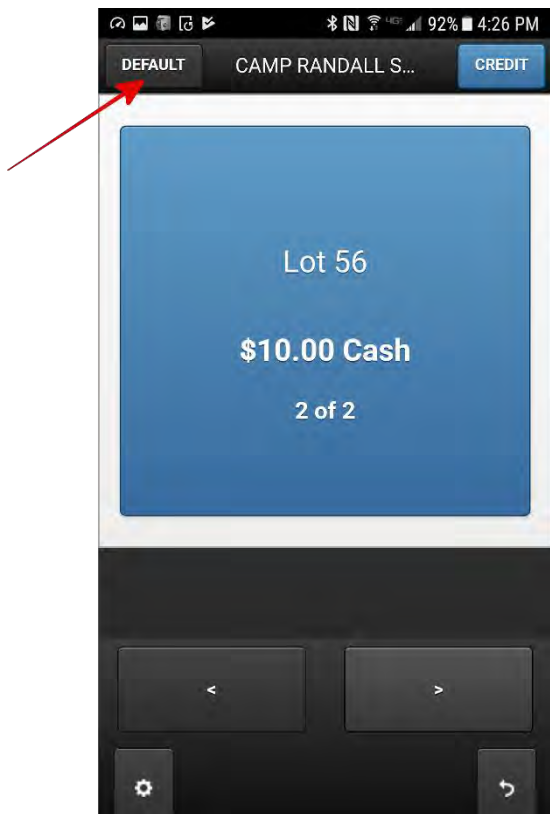 92% 4:26 PM
DEFAULT CAMP RANDALL S... CREDIT
Lot 56
$10.00 Cash
2 of 2
< >